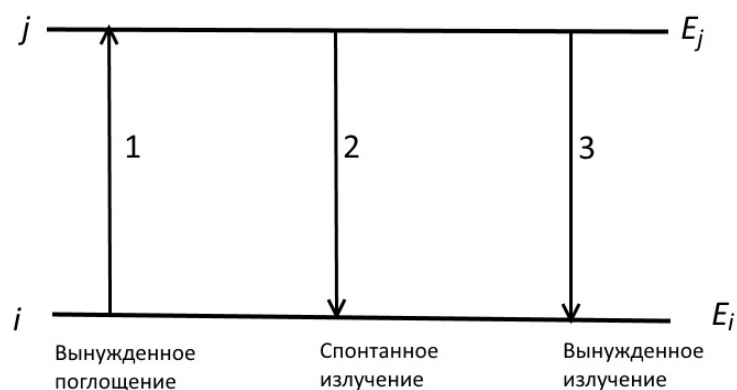 j
E_j
1
2
3
i
E_i
Вынужденное
поглощение
Спонтанное
излучение
Вынужденное
излучение